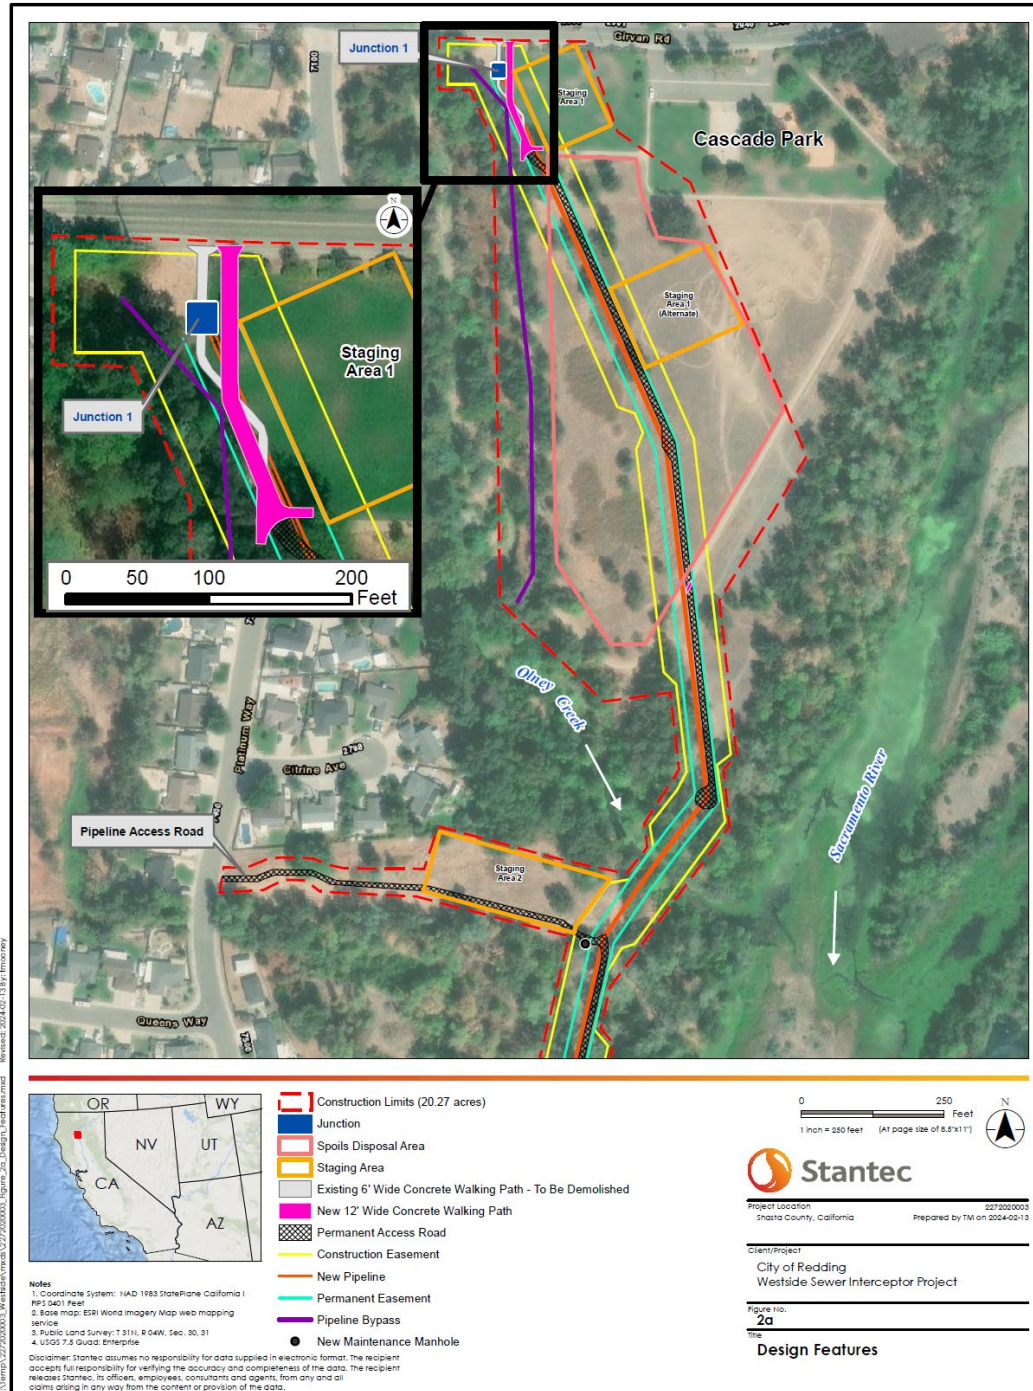 Girvan Rd
Junction 1
7180
Staging
Area 1
Cascade Park
N
Staging
Area 1
(Alternate)
Staging
Area 1
Junction 1
0 50 100 200
Feet
Olney Creek
Platinum Way
2798
Citrine Ave
Sacramento River
Pipeline Access Road
Staging
Area 2
Queens Way
7500
OR
WY
NV
UT
CA
AZ
Construction Limits (20.27 acres)
Junction
Spoils Disposal Area
Staging Area
Existing 6' Wide Concrete Walking Path - To Be Demolished
New 12' Wide Concrete Walking Path
Permanent Access Road
Construction Easement
New Pipeline
Permanent Easement
Pipeline Bypass
New Maintenance Manhole
0 250
Feet
1 inch = 250 feet (At page size of 8.5"x11")
N
Stantec
Project Location 2272020003
Shasta County, California Prepared by TM on 2024-02-13
Client/Project
City of Redding
Westside Sewer Interceptor Project
Figure No.
2a
Title
Design Features
Notes
1. Coordinate System: NAD 1983 StatePlane California I
FIPS 0401 Feet
2. Base map: ESRI World Imagery Map web mapping
service
3. Public Land Survey: T 31N, R 04W, Sec. 30, 31
4. USGS 7.5 Quad: Enterprise
Disclaimer: Stantec assumes no responsibility for data supplied in electronic format. The recipient
accepts full responsibility for verifying the accuracy and completeness of the data. The recipient
releases Stantec, its officers, employees, consultants and agents, from any and all
claims arising in any way from the content or provision of the data.
Revised: 2024-02-13 By: tmooney